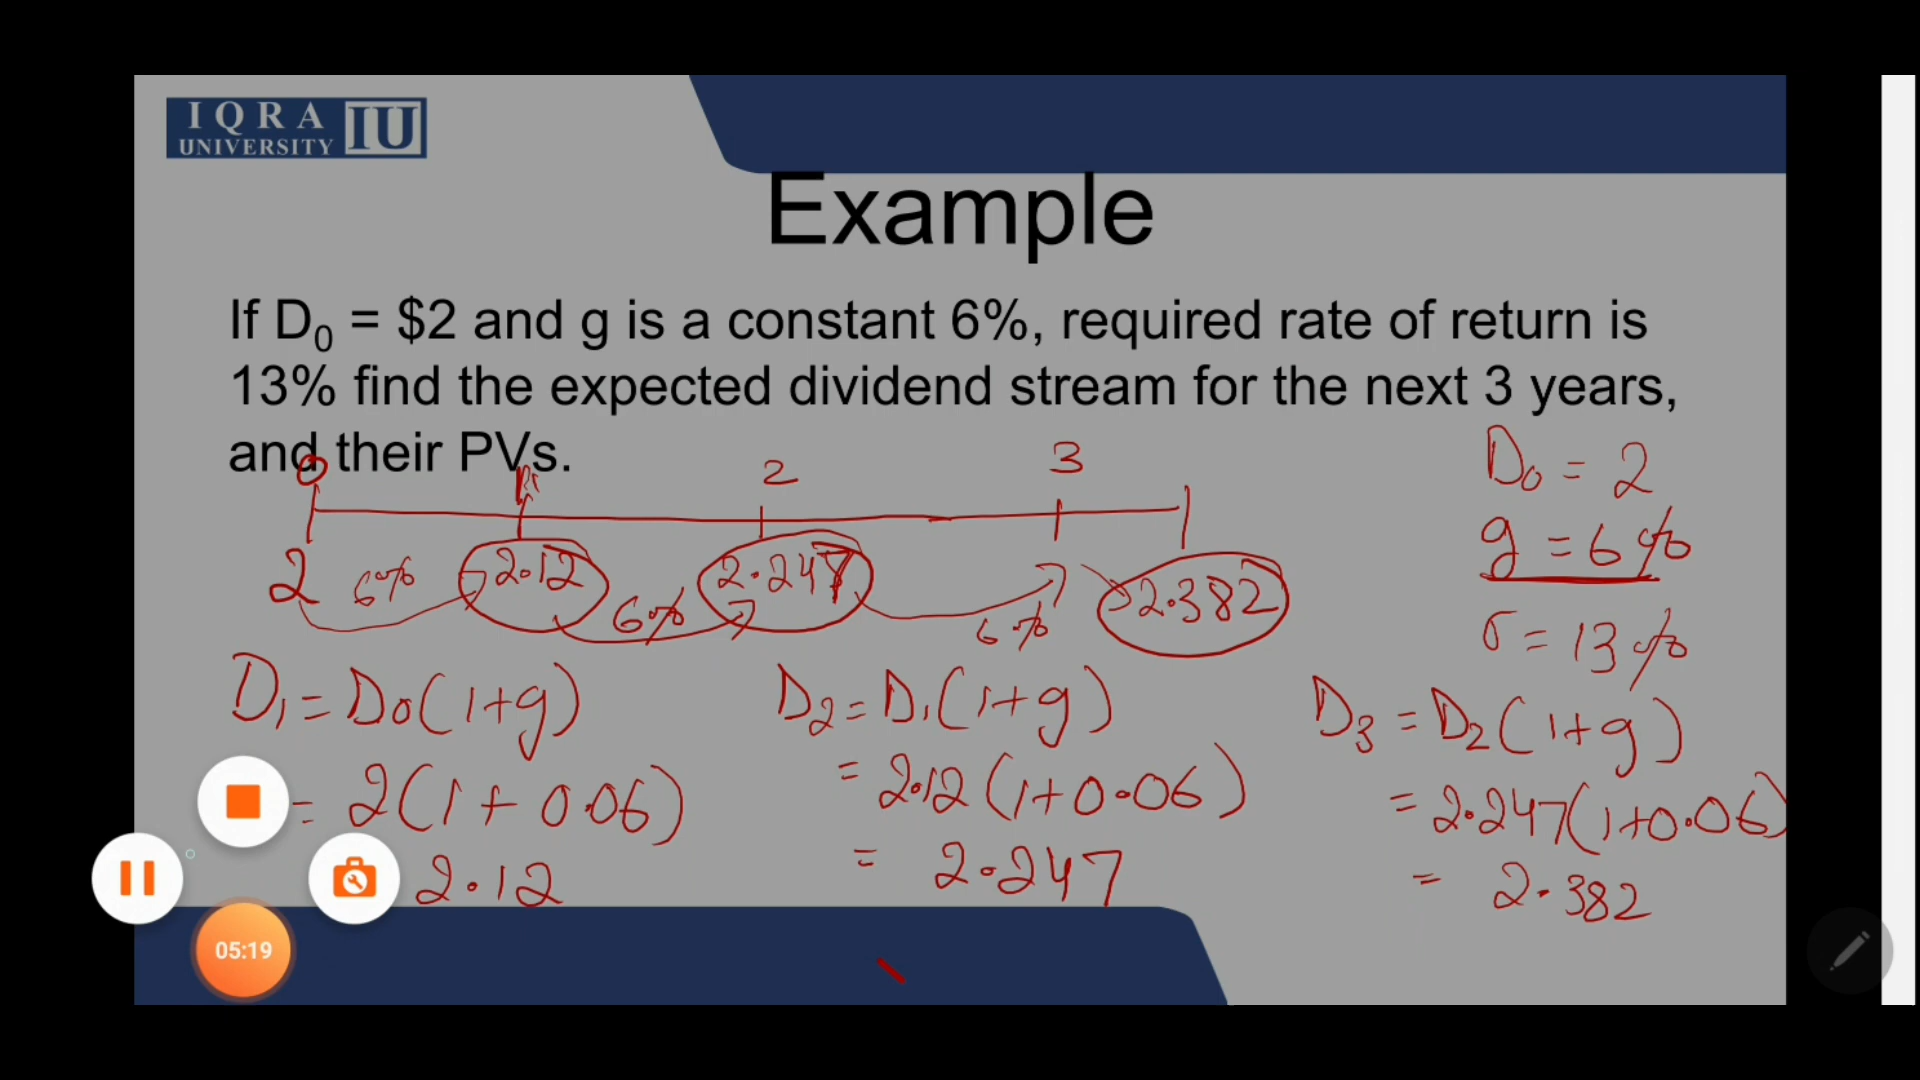 IQRA
UNIVERSITY IU
Example
If D0 = $2 and g is a constant 6%, required rate of return is
13% find the expected dividend stream for the next 3 years,
and their PVs.
0 2 3
D0 = 2
g = 6%
r = 13%
2 6% 2.12 6% 2.247 6% 2.382
D1 = D0(1+g)
= 2(1+0.06)
2.12
D2 = D1(1+g)
= 2.12(1+0.06)
= 2.247
D3 = D2(1+g)
= 2.247(1+0.06)
= 2.382
05:19